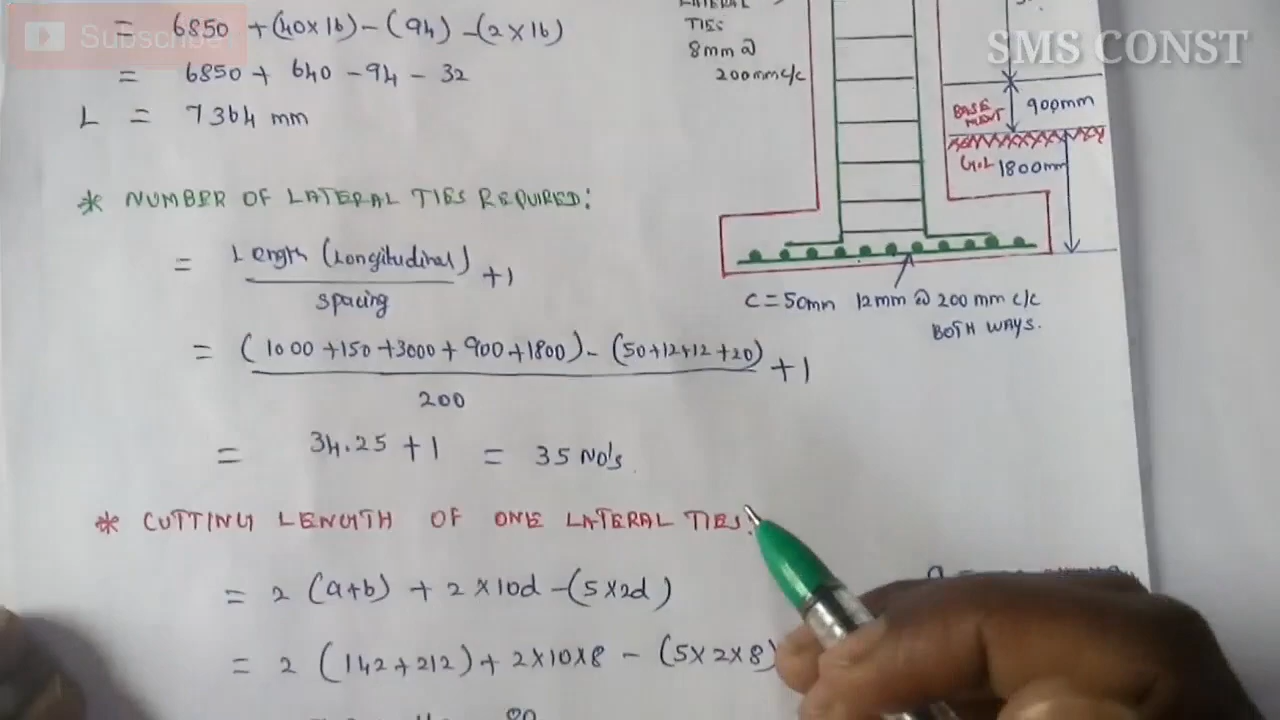 Subscribe
= 6850 + (40×16) - (94) - (2×16)
= 6850 + 640 - 94 - 32
L = 7364 mm
* NUMBER OF LATERAL TIES REQUIRED:
= Length (Longitudinal) + 1
spacing
= (1000 + 150 + 3000 + 900 + 1800) - (50+12+12+20) + 1
200
= 34.25 + 1 = 35 No's.
* CUTTING LENGTH OF ONE LATERAL TIES:
= 2 (a+b) + 2×10d - (5×2d)
= 2 (142+212) + 2×10×8 - (5×2×8)
LATERAL
TIES
8mm @
200mm c/c
SMS CONST
BASE
MENT
900mm
G.L
1800mm
C = 50mm 12mm @ 200 mm c/c
BOTH WAYS.